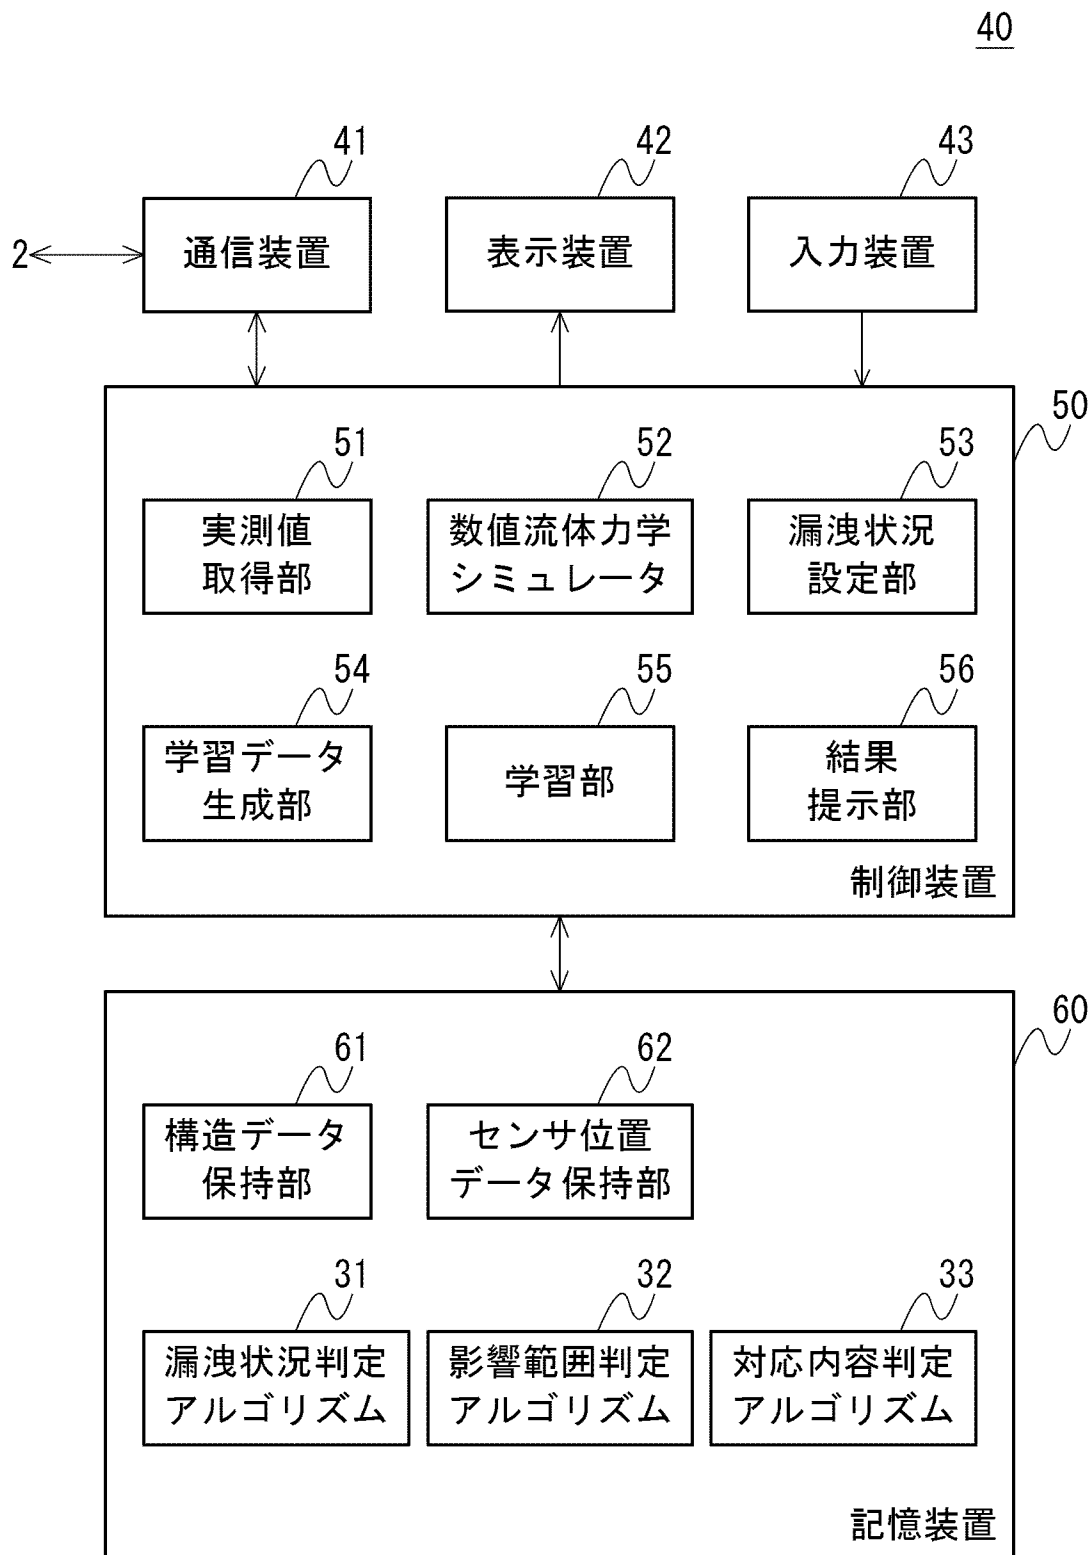 40
41
42
43
2
通信装置
表示装置
入力装置
50
51
52
53
実測値
取得部
数値流体力学
シミュレータ
漏洩状況
設定部
54
55
56
学習データ
生成部
学習部
結果
提示部
制御装置
60
61
62
構造データ
保持部
センサ位置
データ保持部
31
32
33
漏洩状況判定
アルゴリズム
影響範囲判定
アルゴリズム
対応内容判定
アルゴリズム
記憶装置